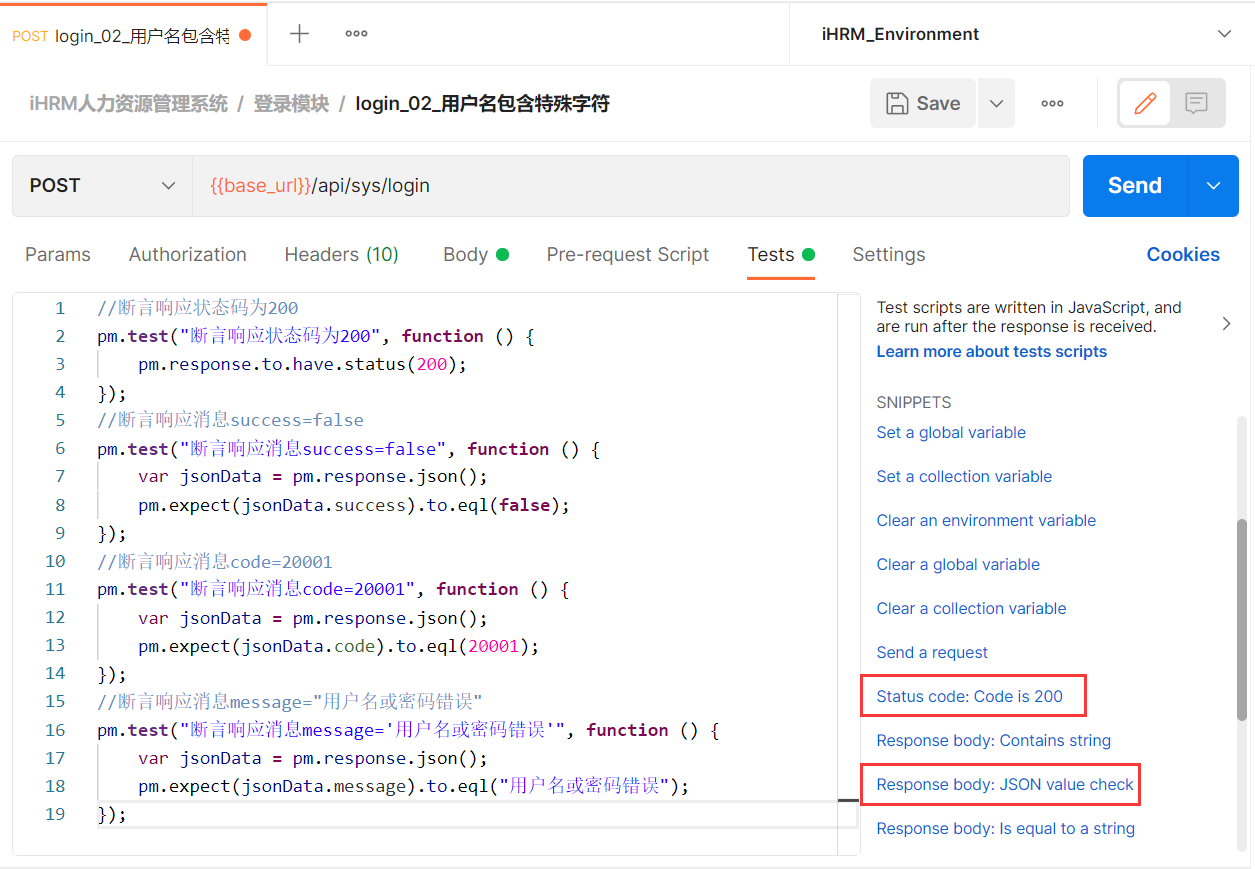 POST login_02_用户名包含特
iHRM_Environment
iHRM人力资源管理系统 / 登录模块 / login_02_用户名包含特殊字符
Save
POST
{{base_url}}/api/sys/login
Send
Params
Authorization
Headers (10)
Body
Pre-request Script
Tests
Settings
Cookies
1 //断言响应状态码为200
2 pm.test("断言响应状态码为200", function () {
3     pm.response.to.have.status(200);
4 });
5 //断言响应消息success=false
6 pm.test("断言响应消息success=false", function () {
7     var jsonData = pm.response.json();
8     pm.expect(jsonData.success).to.eql(false);
9 });
10 //断言响应消息code=20001
11 pm.test("断言响应消息code=20001", function () {
12     var jsonData = pm.response.json();
13     pm.expect(jsonData.code).to.eql(20001);
14 });
15 //断言响应消息message="用户名或密码错误"
16 pm.test("断言响应消息message='用户名或密码错误'", function () {
17     var jsonData = pm.response.json();
18     pm.expect(jsonData.message).to.eql("用户名或密码错误");
19 });
Test scripts are written in JavaScript, and
are run after the response is received.
Learn more about tests scripts
SNIPPETS
Set a global variable
Set a collection variable
Clear an environment variable
Clear a global variable
Clear a collection variable
Send a request
Status code: Code is 200
Response body: Contains string
Response body: JSON value check
Response body: Is equal to a string